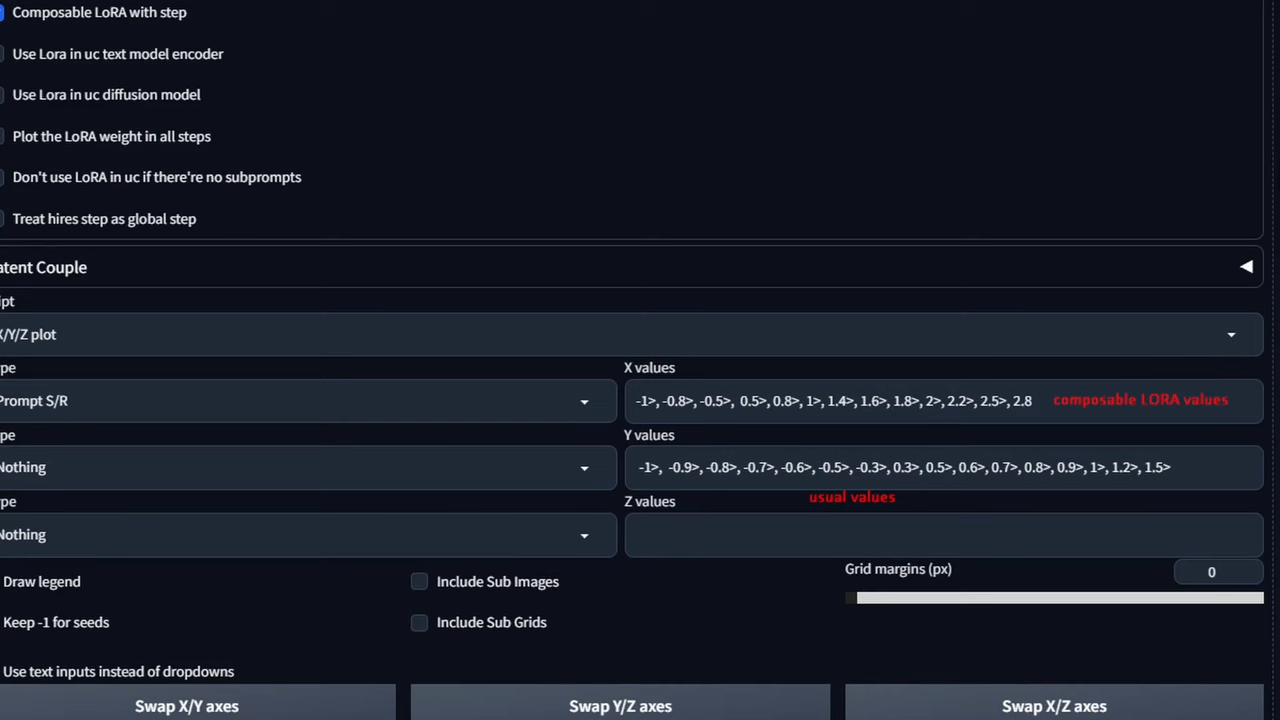 Composable LoRA with step
Use Lora in uc text model encoder
Use Lora in uc diffusion model
Plot the LoRA weight in all steps
Don't use LoRA in uc if there're no subprompts
Treat hires step as global step
atent Couple
ipt
X/Y/Z plot
ype
X values
Prompt S/R
-1>, -0.8>, -0.5>,  0.5>, 0.8>, 1>, 1.4>, 1.6>, 1.8>, 2>, 2.2>, 2.5>, 2.8
composable LORA values
ype
Y values
Nothing
-1>,  -0.9>, -0.8>, -0.7>, -0.6>, -0.5>, -0.3>, 0.3>, 0.5>, 0.6>, 0.7>, 0.8>, 0.9>, 1>, 1.2>, 1.5>
usual values
ype
Z values
Nothing
Draw legend
Include Sub Images
Grid margins (px)
0
Keep -1 for seeds
Include Sub Grids
Use text inputs instead of dropdowns
Swap X/Y axes
Swap Y/Z axes
Swap X/Z axes